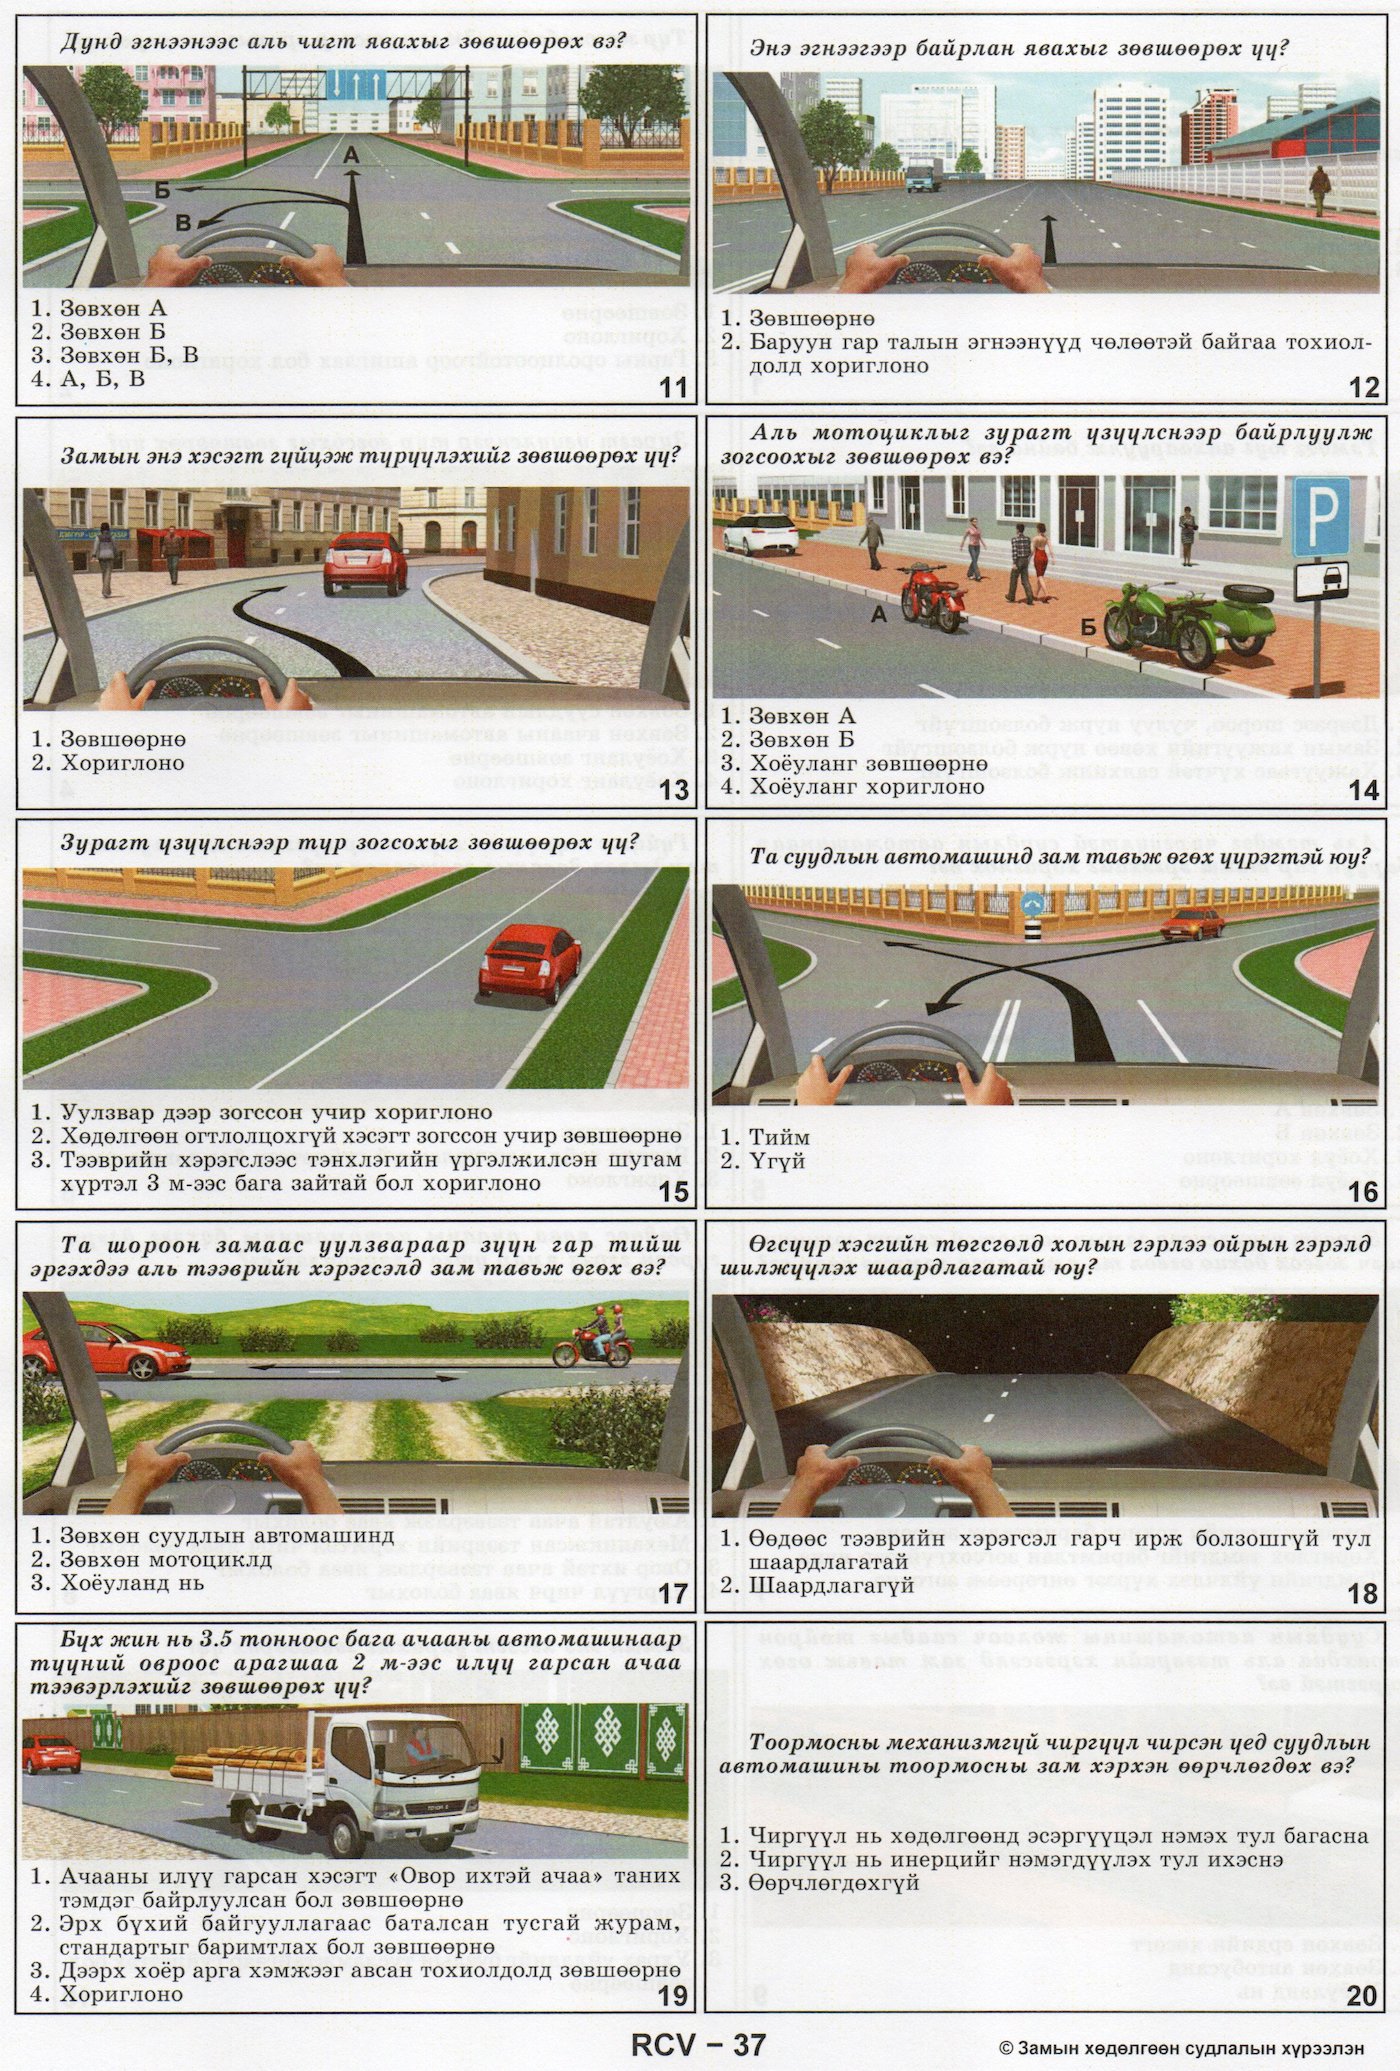 Дунд эгнээнээс аль чигт явахыг зөвшөөрөх вэ?
А
Б
В
1. Зөвхөн А
2. Зөвхөн Б
3. Зөвхөн Б, В
4. А, Б, В
11
Энэ эгнээгээр байрлан явахыг зөвшөөрөх үү?
1. Зөвшөөрнө
2. Баруун гар талын эгнээнүүд чөлөөтэй байгаа тохиол-
долд хориглоно
12
Замын энэ хэсэгт гүйцэж түрүүлэхийг зөвшөөрөх үү?
1. Зөвшөөрнө
2. Хориглоно
13
Аль мотоциклыг зурагт үзүүлснээр байрлуулж
зогсоохыг зөвшөөрөх вэ?
P
А
Б
1. Зөвхөн А
2. Зөвхөн Б
3. Хоёуланг зөвшөөрнө
4. Хоёуланг хориглоно
14
Зурагт үзүүлснээр түр зогсохыг зөвшөөрөх үү?
1. Уулзвар дээр зогссон учир хориглоно
2. Хөдөлгөөн огтлолцохгүй хэсэгт зогссон учир зөвшөөрнө
3. Тээврийн хэрэгслээс тэнхлэгийн үргэлжилсэн шугам
хүртэл 3 м-ээс бага зайтай бол хориглоно
15
Та суудлын автомашинд зам тавьж өгөх үүрэгтэй юу?
1. Тийм
2. Үгүй
16
Та шороон замаас уулзвараар зүүн гар тийш
эргэхдээ аль тээврийн хэрэгсэлд зам тавьж өгөх вэ?
1. Зөвхөн суудлын автомашинд
2. Зөвхөн мотоциклд
3. Хоёуланд нь
17
Өгсүүр хэсгийн төгсгөлд холын гэрлээ ойрын гэрэлд
шилжүүлэх шаардлагатай юу?
1. Өөдөөс тээврийн хэрэгсэл гарч ирж болзошгүй тул
шаардлагатай
2. Шаардлагагүй
18
Бүх жин нь 3.5 тонноос бага ачааны автомашинаар
түүний овроос арагшаа 2 м-ээс илүү гарсан ачаа
тээвэрлэхийг зөвшөөрөх үү?
1. Ачааны илүү гарсан хэсэгт «Овор ихтэй ачаа» таних
тэмдэг байрлуулсан бол зөвшөөрнө
2. Эрх бүхий байгууллагаас баталсан тусгай журам,
стандартыг баримтлах бол зөвшөөрнө
3. Дээрх хоёр арга хэмжээг авсан тохиолдолд зөвшөөрнө
4. Хориглоно
19
Тоормосны механизмгүй чиргүүл чирсэн үед суудлын
автомашины тоормосны зам хэрхэн өөрчлөгдөх вэ?
1. Чиргүүл нь хөдөлгөөнд эсэргүүцэл нэмэх тул багасна
2. Чиргүүл нь инерцийг нэмэгдүүлэх тул ихэснэ
3. Өөрчлөгдөхгүй
20
RCV – 37
© Замын хөдөлгөөн судлалын хүрээлэн